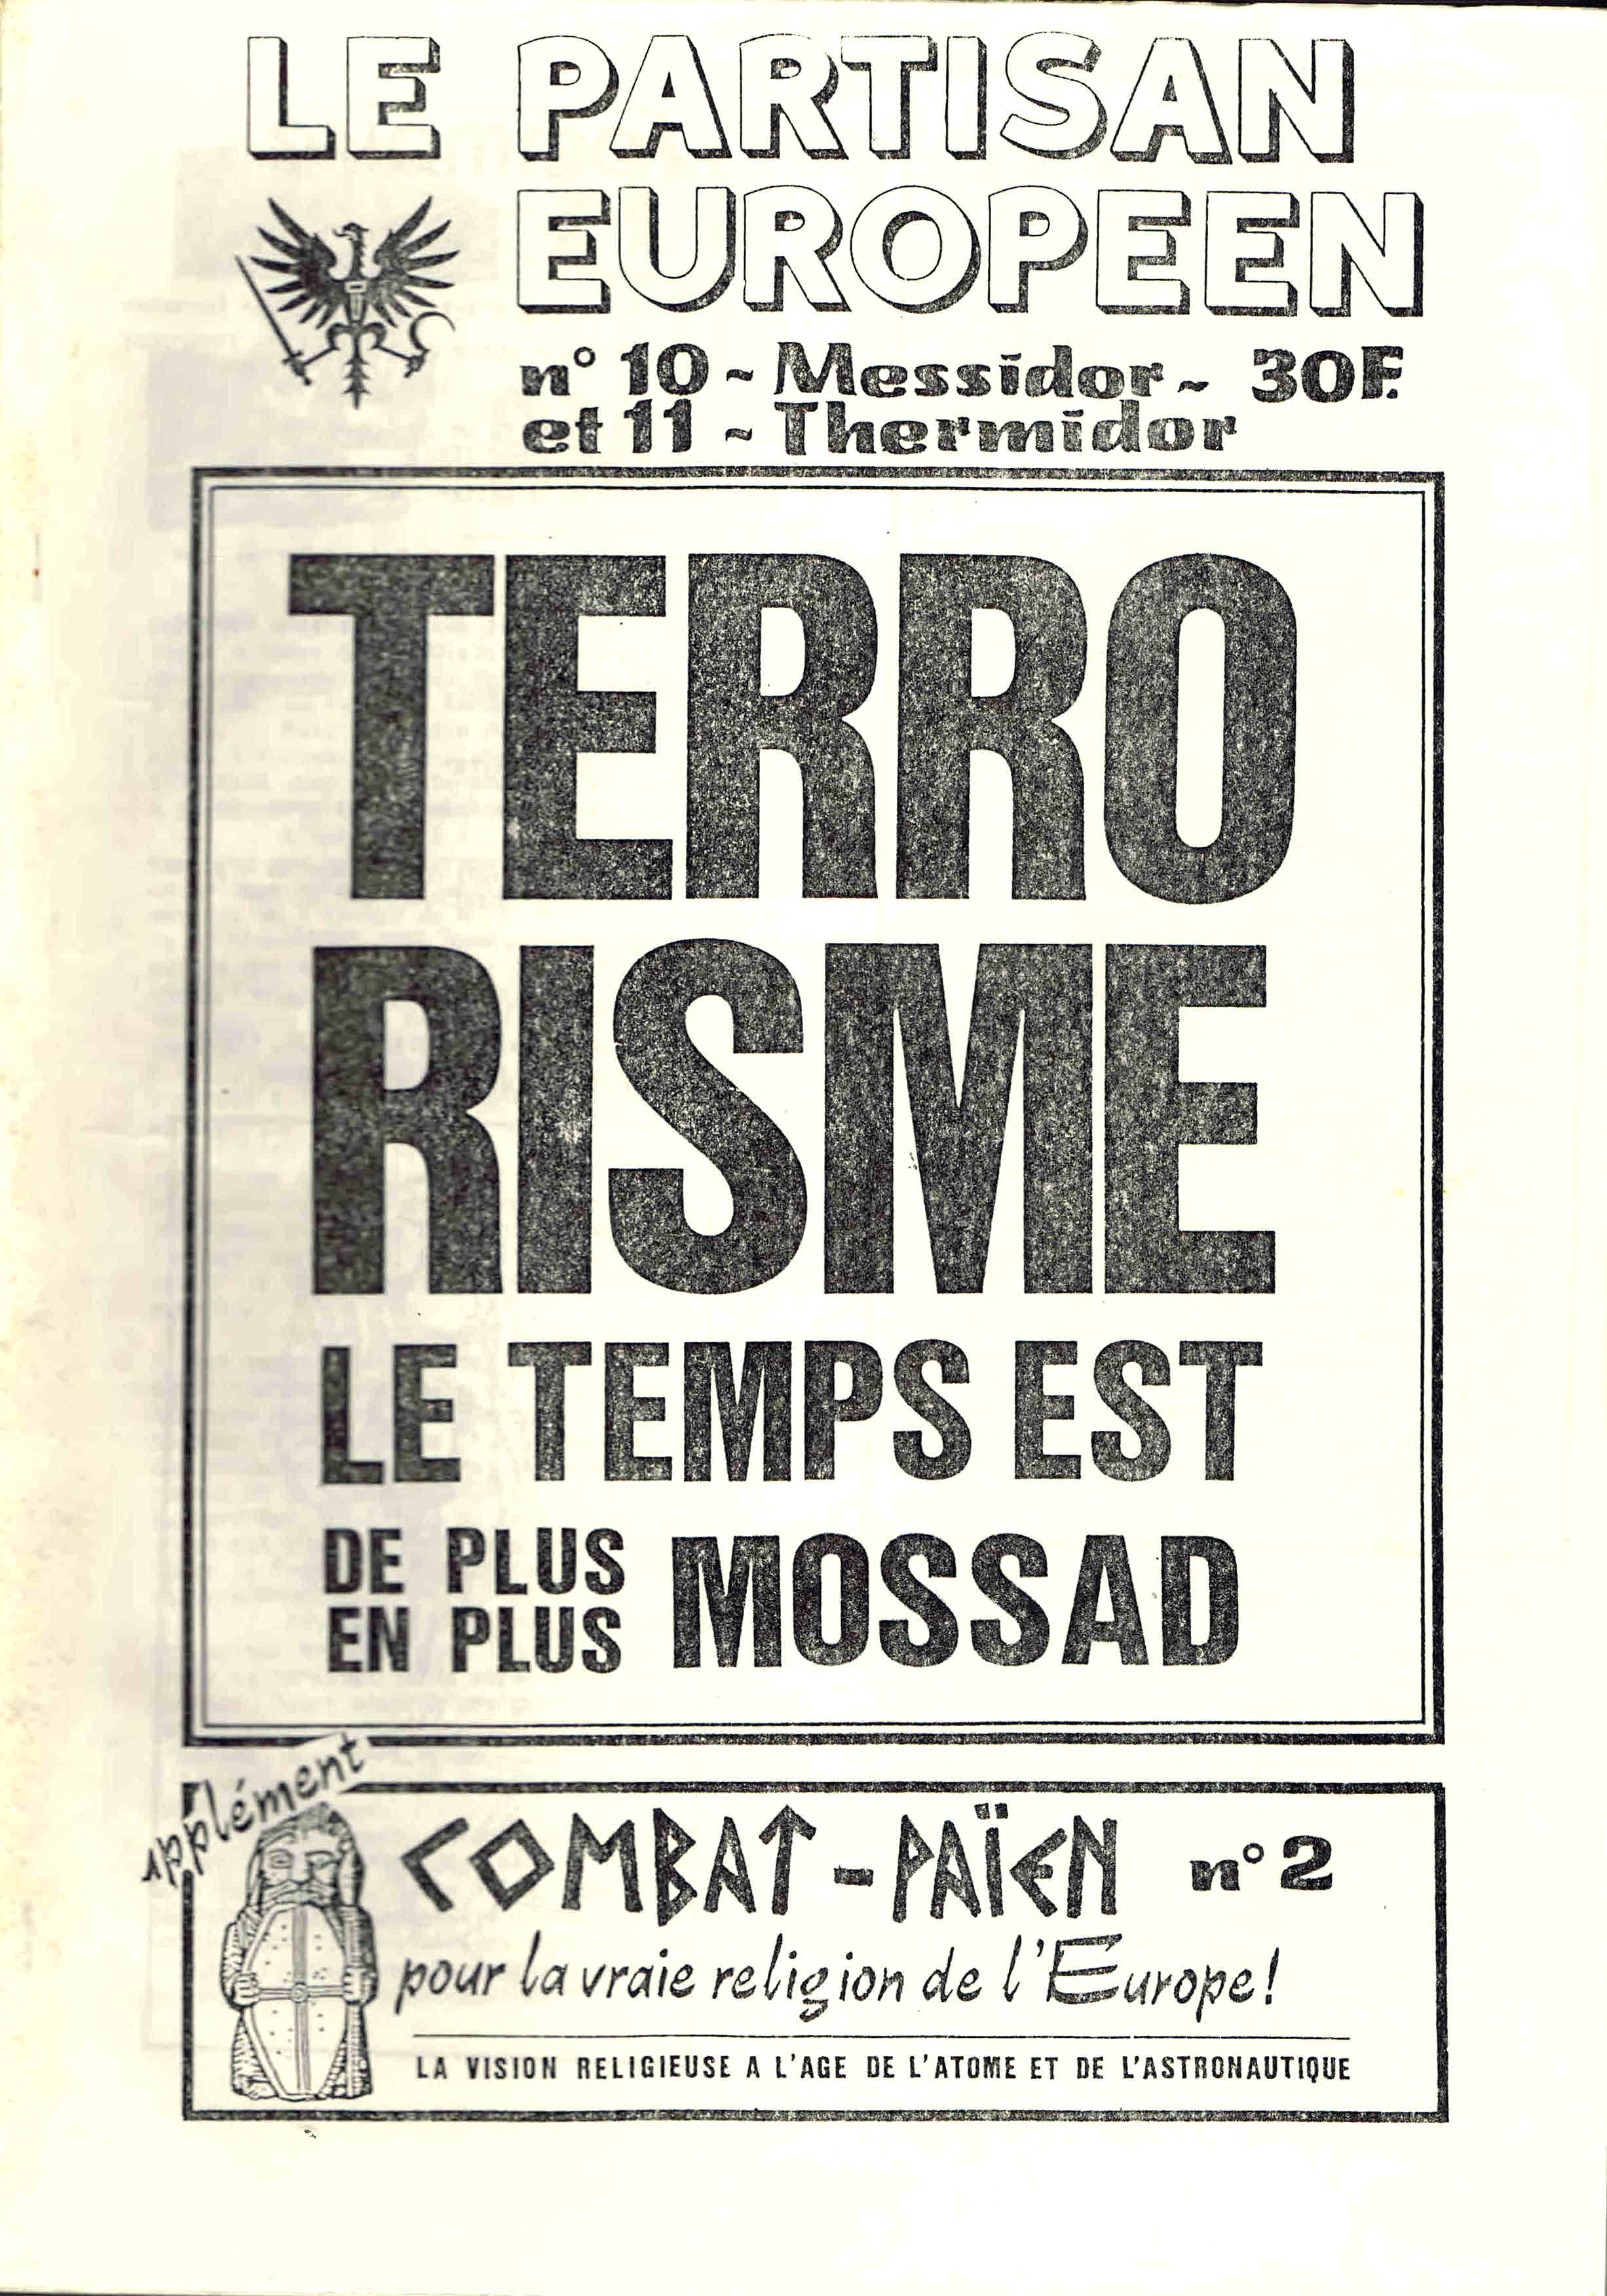 LE PARTISAN
EUROPEEN
n° 10 ~ Messidor ~ 30F.
et 11 ~ Thermidor
TERRO
RISME
LE TEMPS EST
DE PLUS
EN PLUS MOSSAD
upplément
COMBAT - PAÏEN n° 2
pour la vraie religion de l'Europe!
LA VISION RELIGIEUSE A L'AGE DE L'ATOME ET DE L'ASTRONAUTIQUE